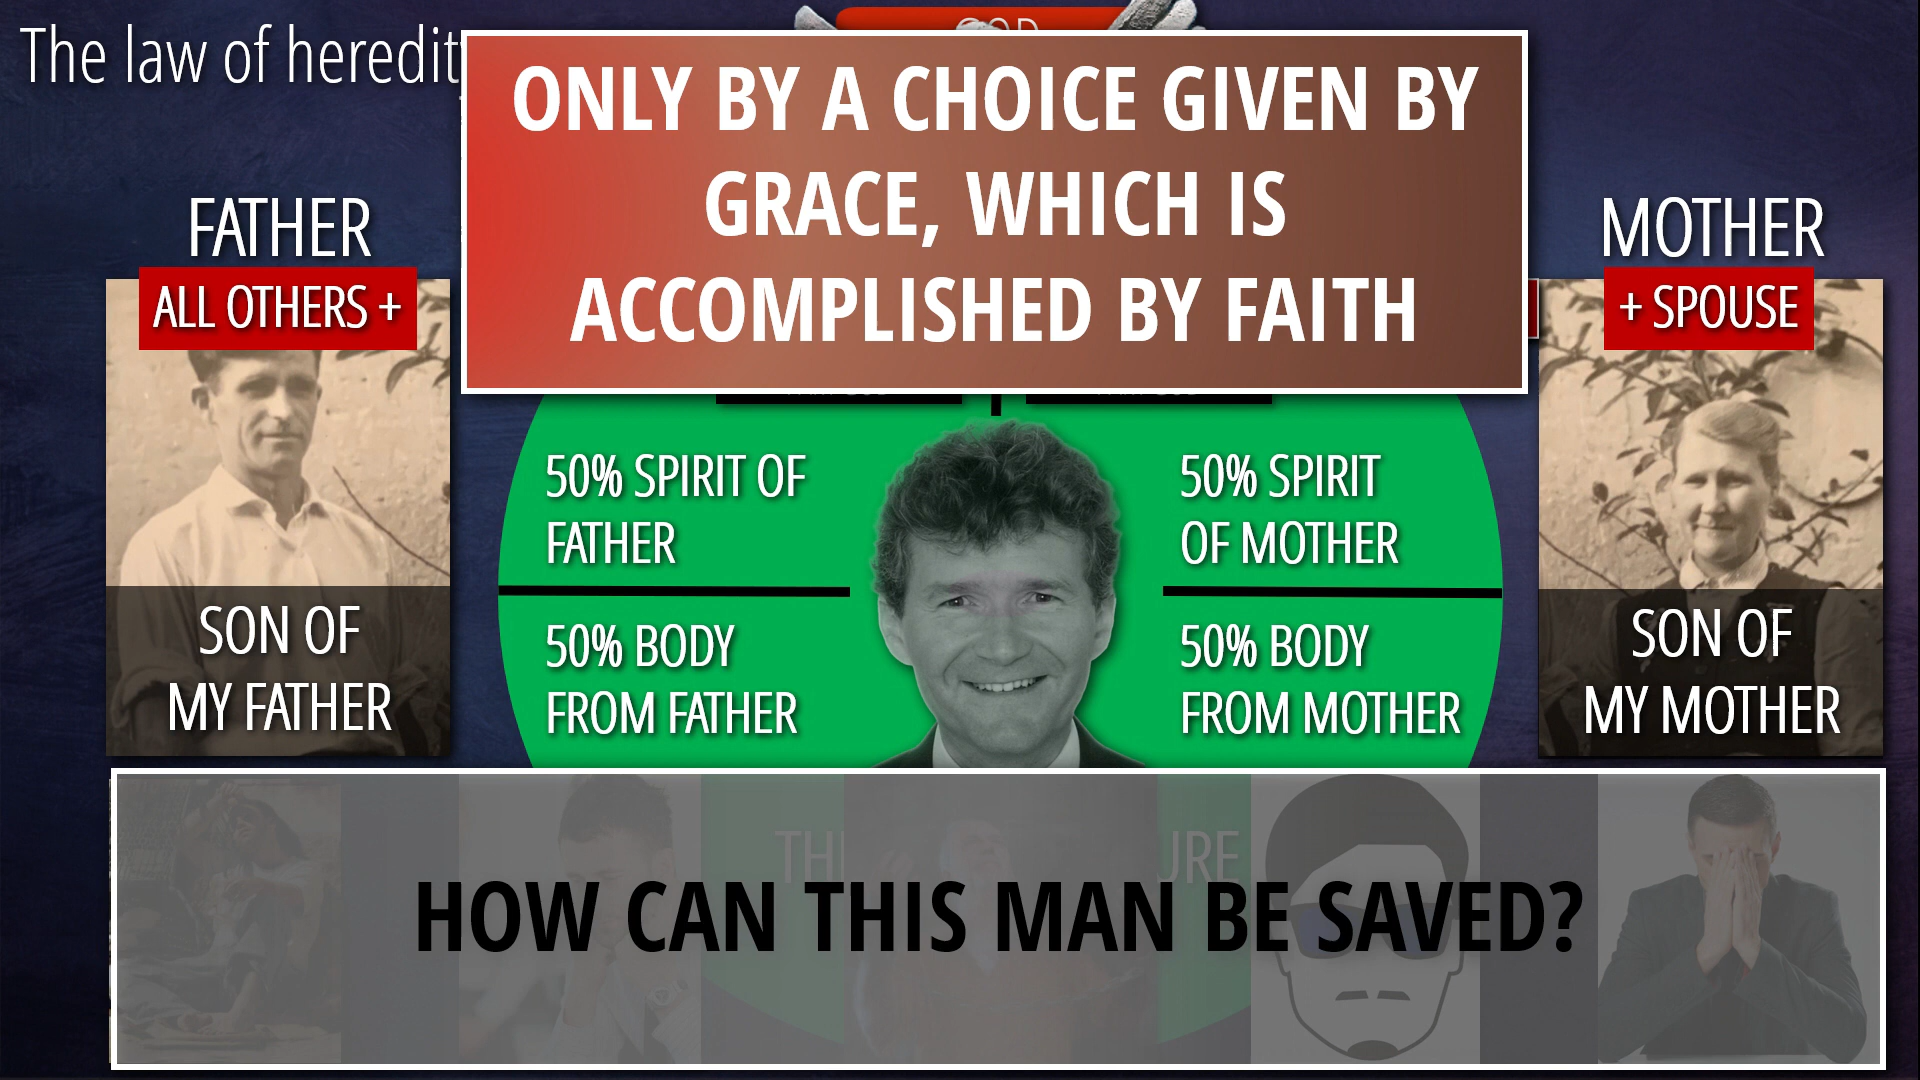 The law of heredity
GOD
ONLY BY A CHOICE GIVEN BY
GRACE, WHICH IS
ACCOMPLISHED BY FAITH
FATHER
ALL OTHERS +
SON OF
MY FATHER
MOTHER
+ SPOUSE
SON OF
MY MOTHER
50% SPIRIT OF
FATHER
50% SPIRIT
OF MOTHER
50% BODY
FROM FATHER
50% BODY
FROM MOTHER
HOW CAN THIS MAN BE SAVED?